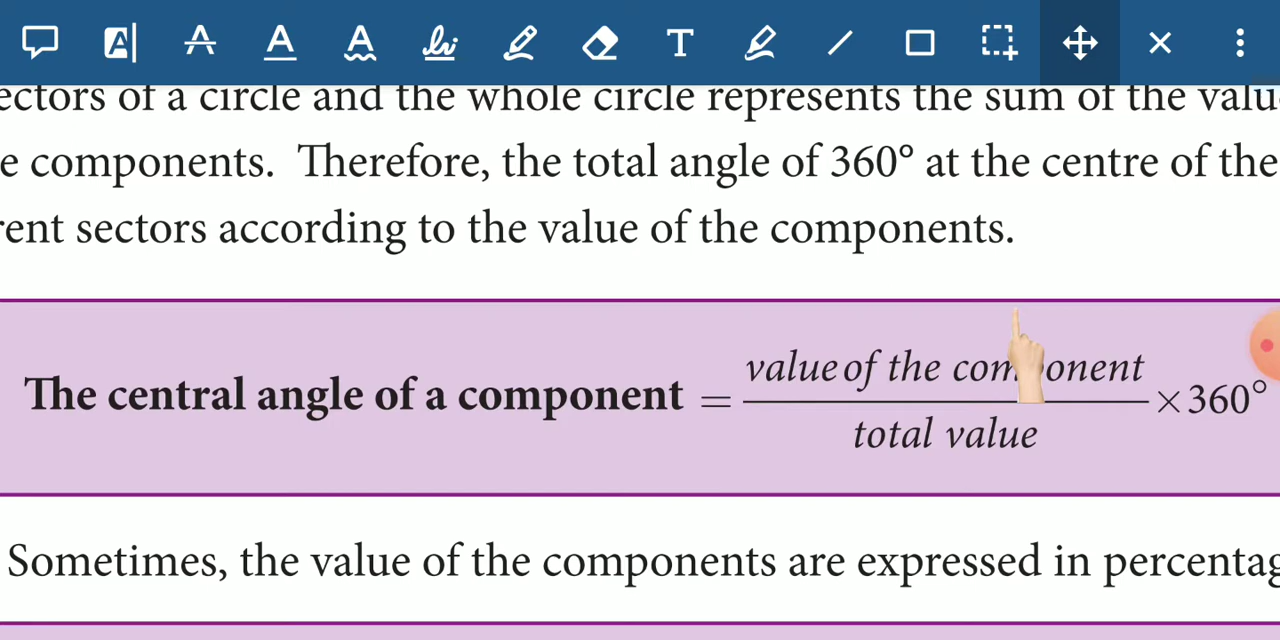 ectors of a circle and the whole circle represents the sum of the valu
e components. Therefore, the total angle of 360° at the centre of the
rent sectors according to the value of the components.
The central angle of a component = value of the component / total value × 360°
Sometimes, the value of the components are expressed in percentag